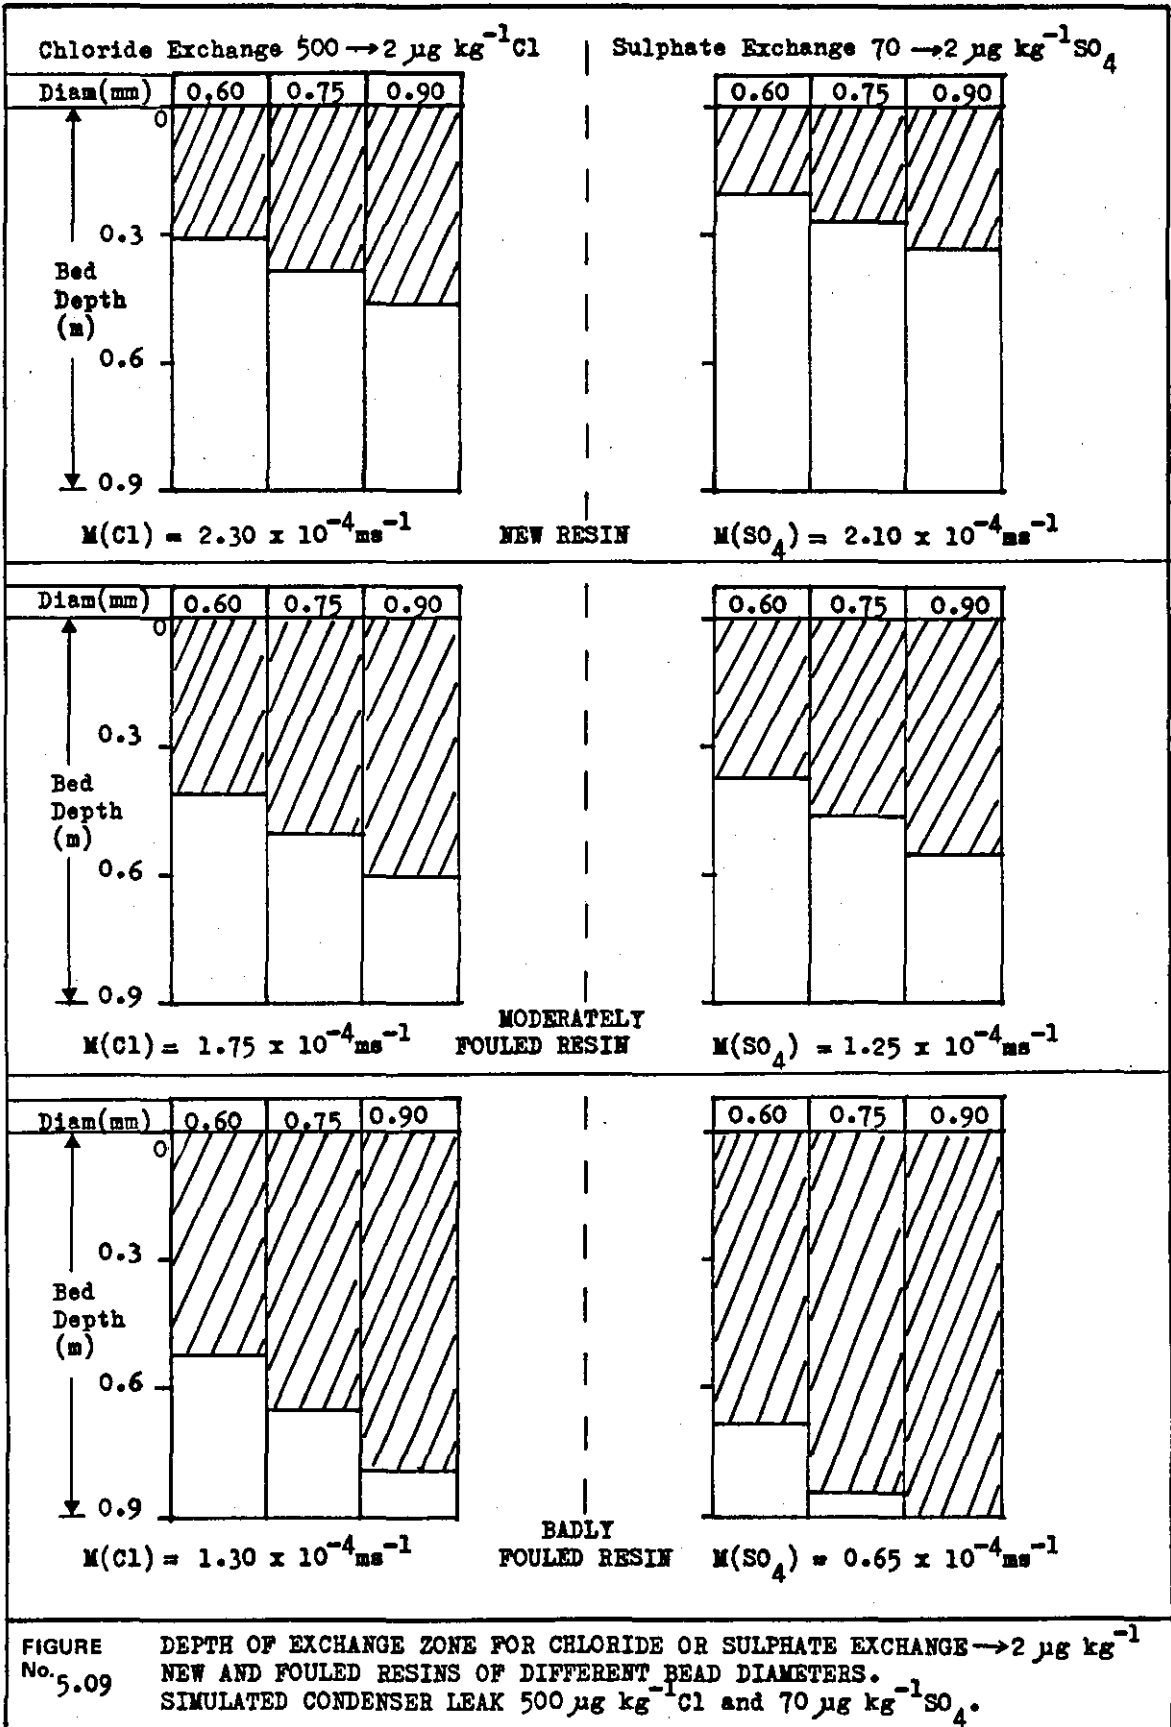 Chloride Exchange 500 → 2 µg kg⁻¹Cl
Sulphate Exchange 70 → 2 µg kg⁻¹SO₄
Diam(mm) 0.60 0.75 0.90
0.60 0.75 0.90
0
0.3
Bed
Depth
(m)
0.6
0.9
M(Cl) = 2.30 x 10⁻⁴ms⁻¹
NEW RESIN
M(SO₄) = 2.10 x 10⁻⁴ms⁻¹
Diam(mm) 0.60 0.75 0.90
0.60 0.75 0.90
0
0.3
Bed
Depth
(m)
0.6
0.9
M(Cl) = 1.75 x 10⁻⁴ms⁻¹
MODERATELY
FOULED RESIN
M(SO₄) = 1.25 x 10⁻⁴ms⁻¹
Diam(mm) 0.60 0.75 0.90
0.60 0.75 0.90
0
0.3
Bed
Depth
(m)
0.6
0.9
M(Cl) = 1.30 x 10⁻⁴ms⁻¹
BADLY
FOULED RESIN
M(SO₄) = 0.65 x 10⁻⁴ms⁻¹
FIGURE
No. 5.09
DEPTH OF EXCHANGE ZONE FOR CHLORIDE OR SULPHATE EXCHANGE → 2 µg kg⁻¹
NEW AND FOULED RESINS OF DIFFERENT BEAD DIAMETERS.
SIMULATED CONDENSER LEAK 500 µg kg⁻¹Cl and 70 µg kg⁻¹SO₄.